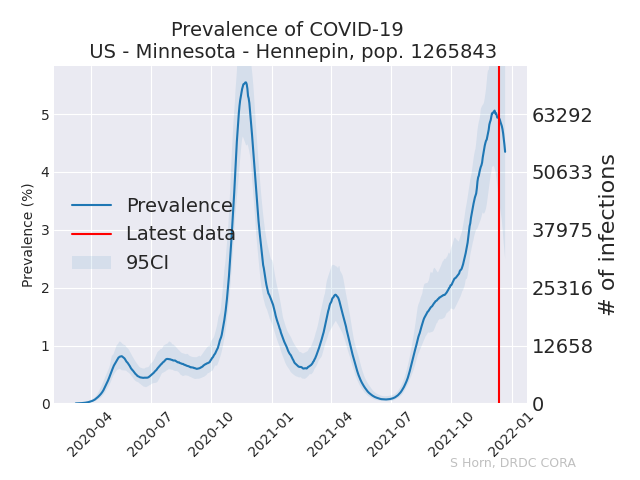 Prevalence of COVID-19
US - Minnesota - Hennepin, pop. 1265843
Prevalence (%)
5
4
3
2
1
0
Prevalence
Latest data
95CI
63292
50633
37975
25316
12658
0
# of infections
2020-04
2020-07
2020-10
2021-01
2021-04
2021-07
2021-10
2022-01
S Horn, DRDC CORA